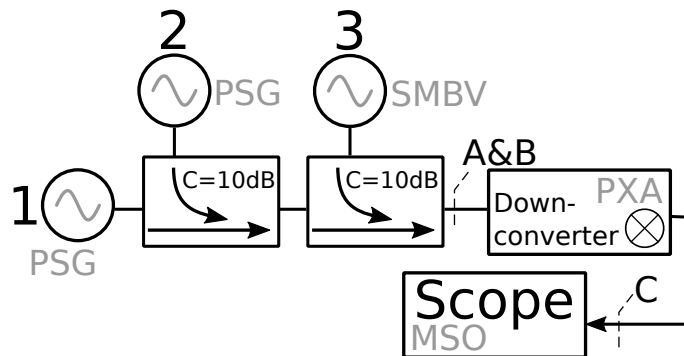 2
3
PSG
SMBV
A&B
C=10dB
C=10dB
PXA
1
Down-
converter
PSG
C
Scope
MSO